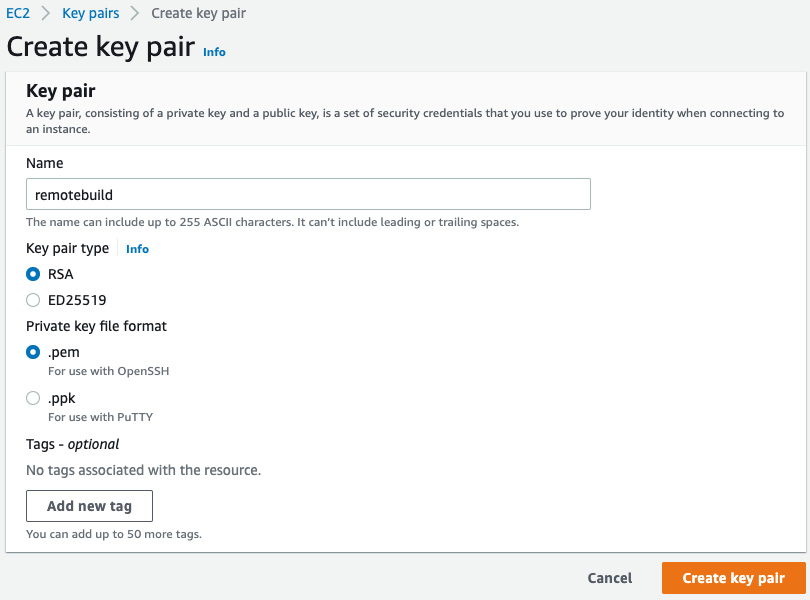 EC2 > Key pairs > Create key pair
Create key pair Info
Key pair
A key pair, consisting of a private key and a public key, is a set of security credentials that you use to prove your identity when connecting to
an instance.
Name
remotebuild
The name can include up to 255 ASCII characters. It can't include leading or trailing spaces.
Key pair type Info
RSA
ED25519
Private key file format
.pem
For use with OpenSSH
.ppk
For use with PuTTY
Tags - optional
No tags associated with the resource.
Add new tag
You can add up to 50 more tags.
Cancel Create key pair